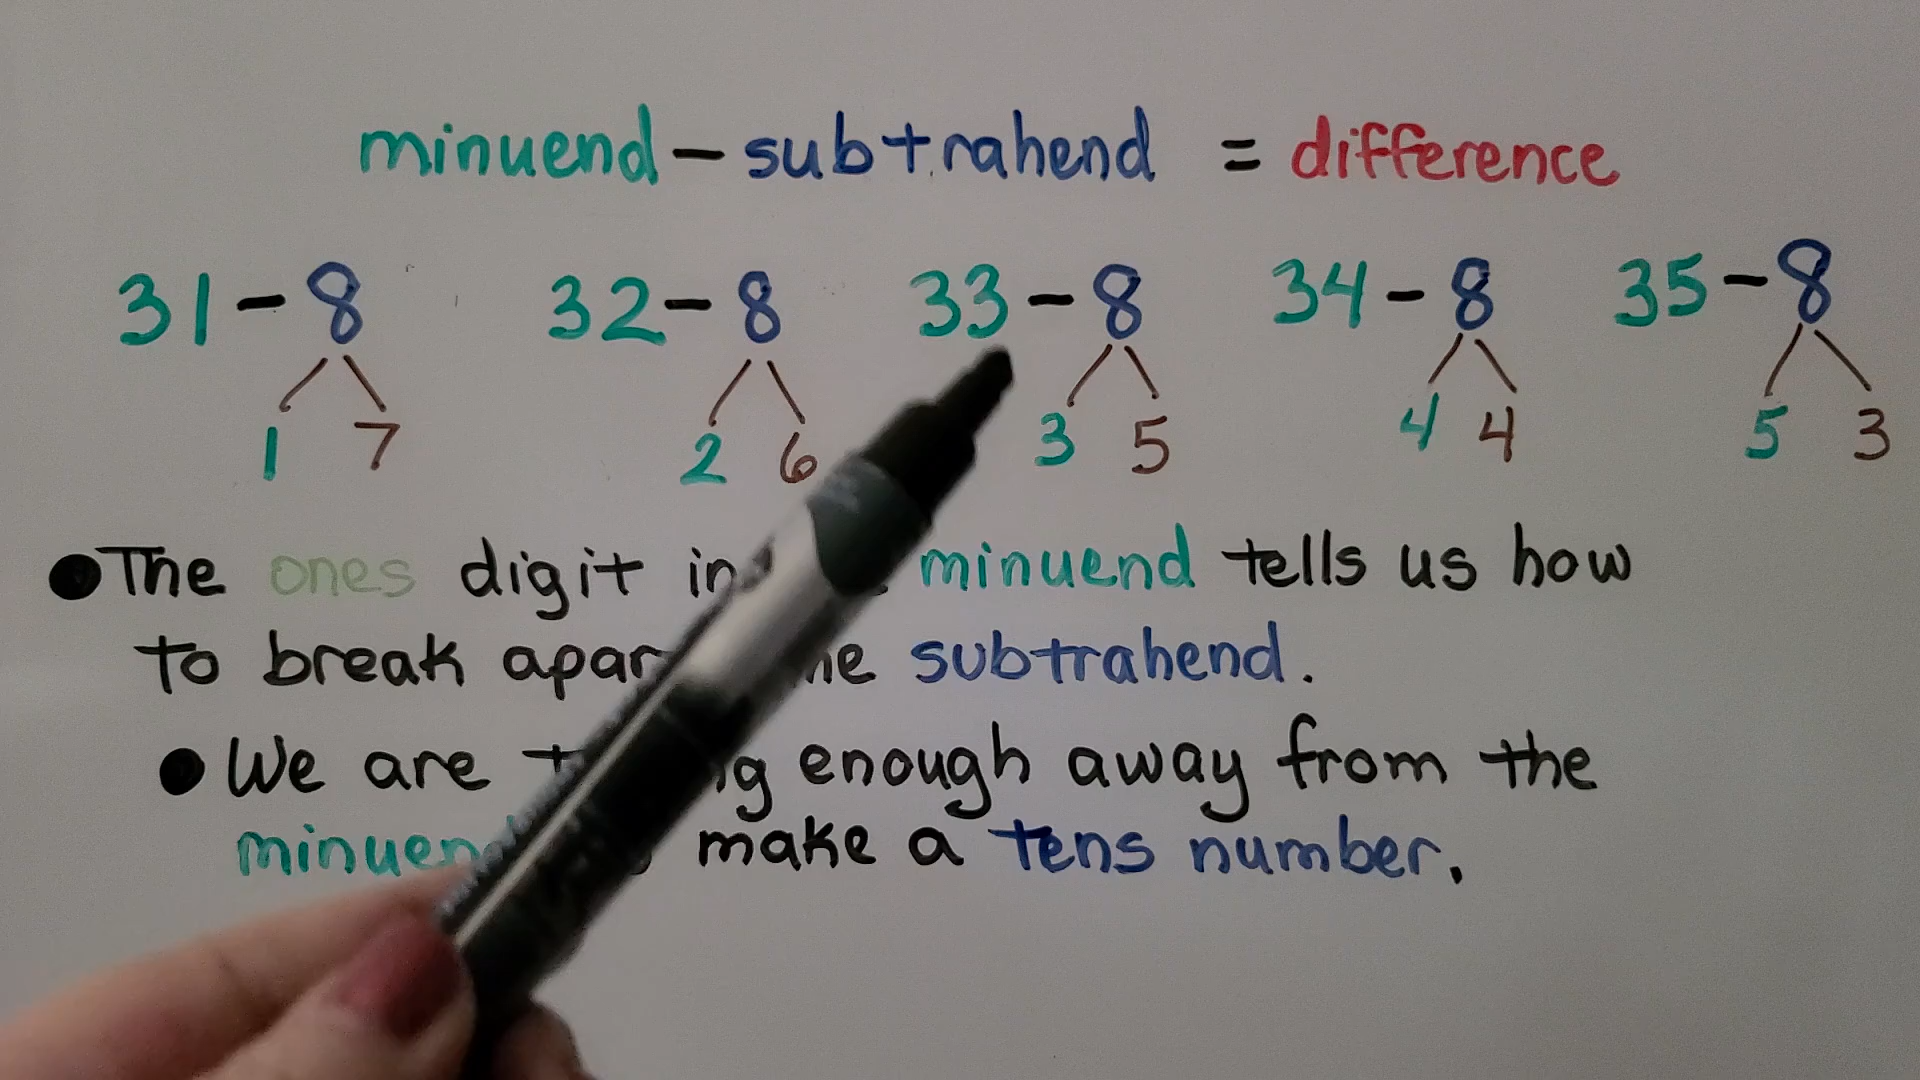 minuend - subtrahend = difference
31-8 32-8 33-8 34-8 35-8
1 7 2 6 3 5 4 4 5 3
●The ones digit in minuend tells us how
to break apar subtrahend.
●We are enough away from the
minuend make a tens number.